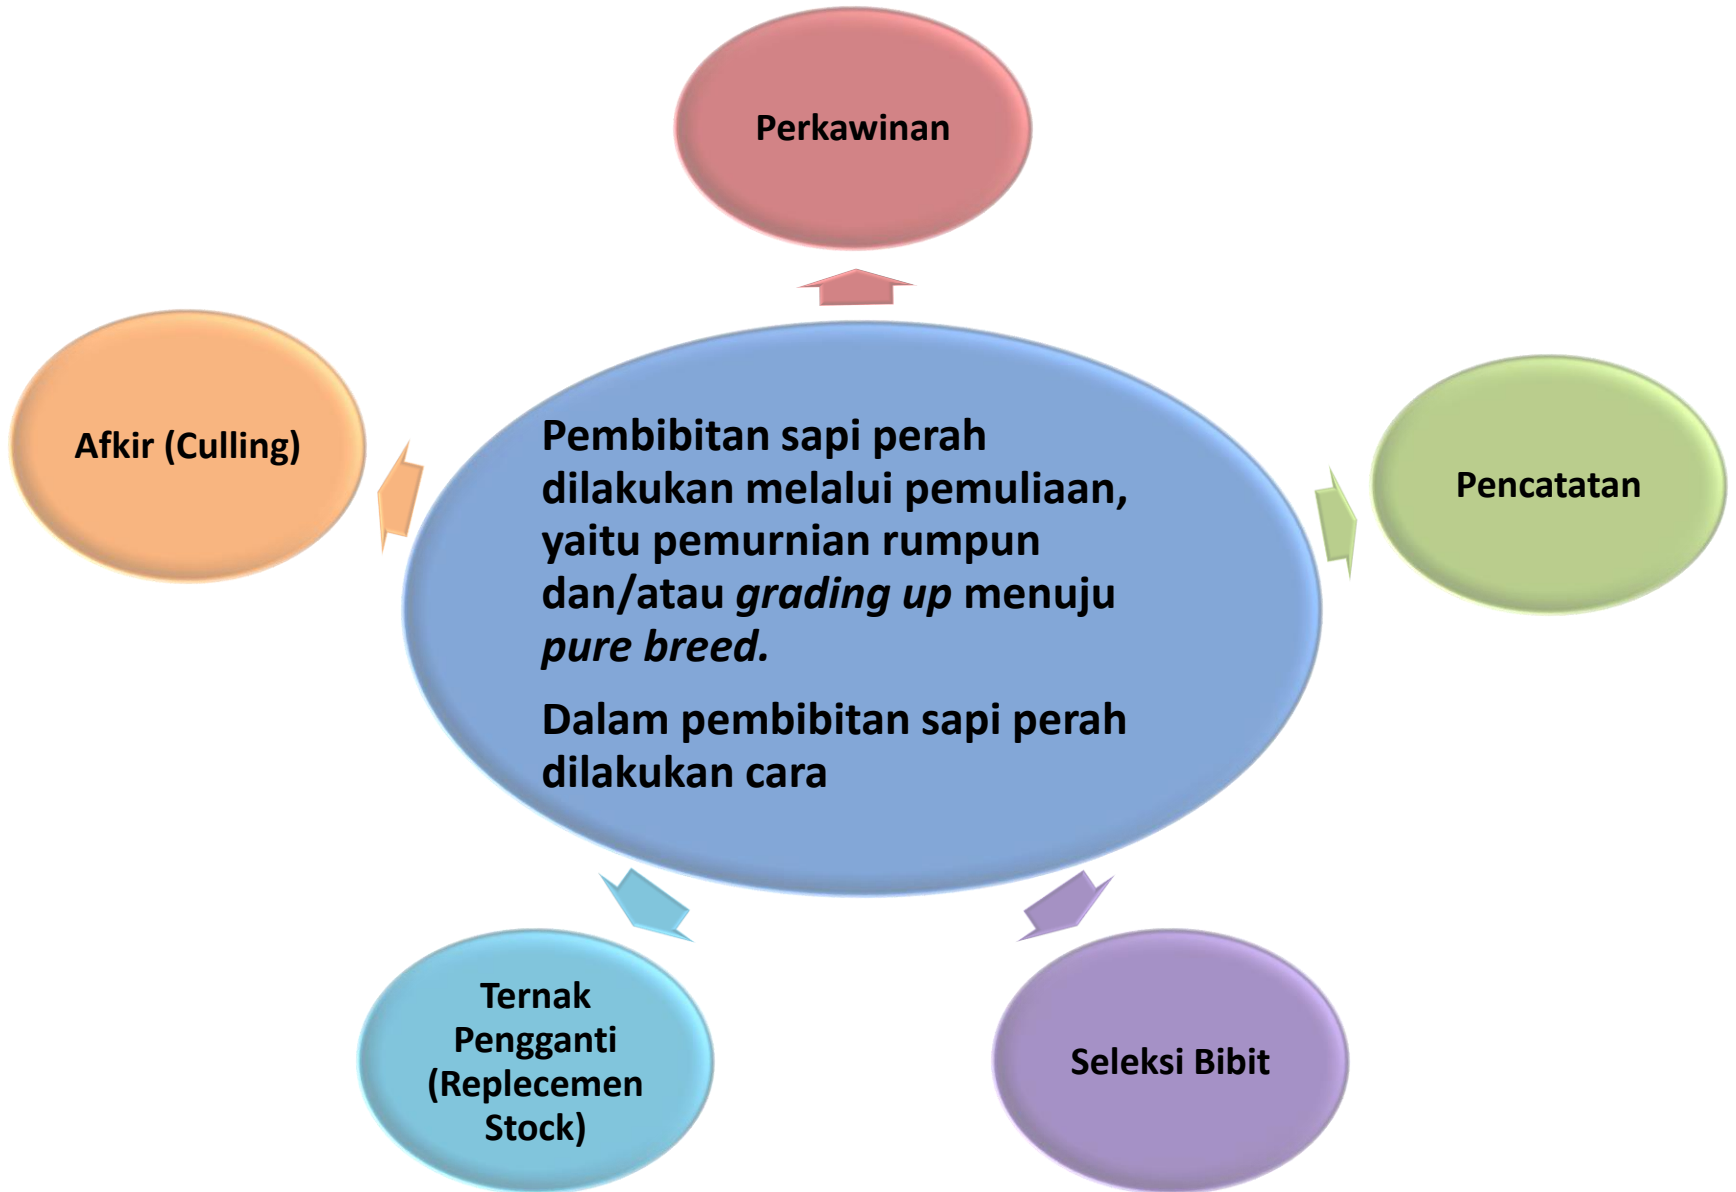 Perkawinan
Afkir (Culling)
Pembibitan sapi perah
dilakukan melalui pemuliaan,
yaitu pemurnian rumpun
dan/atau grading up menuju
pure breed.
Dalam pembibitan sapi perah
dilakukan cara
Pencatatan
Ternak
Pengganti
(Replecemen
Stock)
Seleksi Bibit